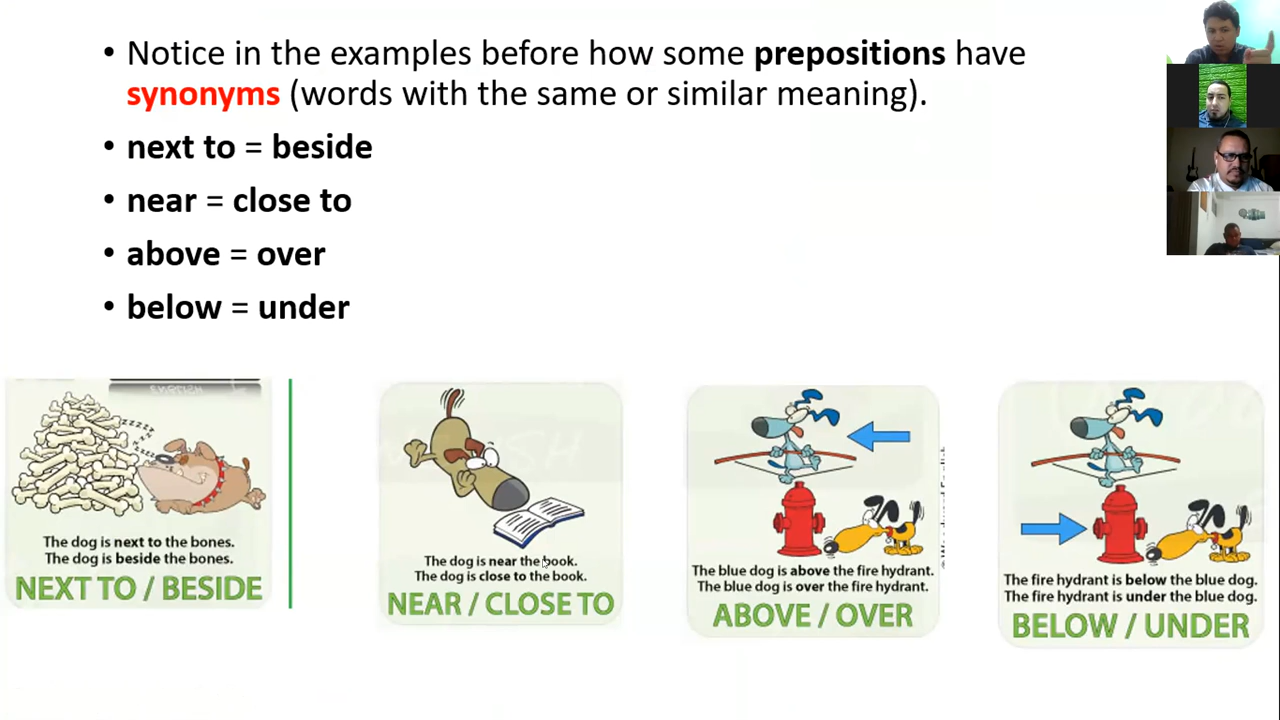 • Notice in the examples before how some prepositions have
synonyms (words with the same or similar meaning).
• next to = beside
• near = close to
• above = over
• below = under
ENGLISH
zzzz
zzz
The dog is next to the bones.
The dog is beside the bones.
NEXT TO / BESIDE
The dog is near the book.
The dog is close to the book.
NEAR / CLOSE TO
The blue dog is above the fire hydrant.
The blue dog is over the fire hydrant.
ABOVE / OVER
The fire hydrant is below the blue dog.
The fire hydrant is under the blue dog.
BELOW / UNDER